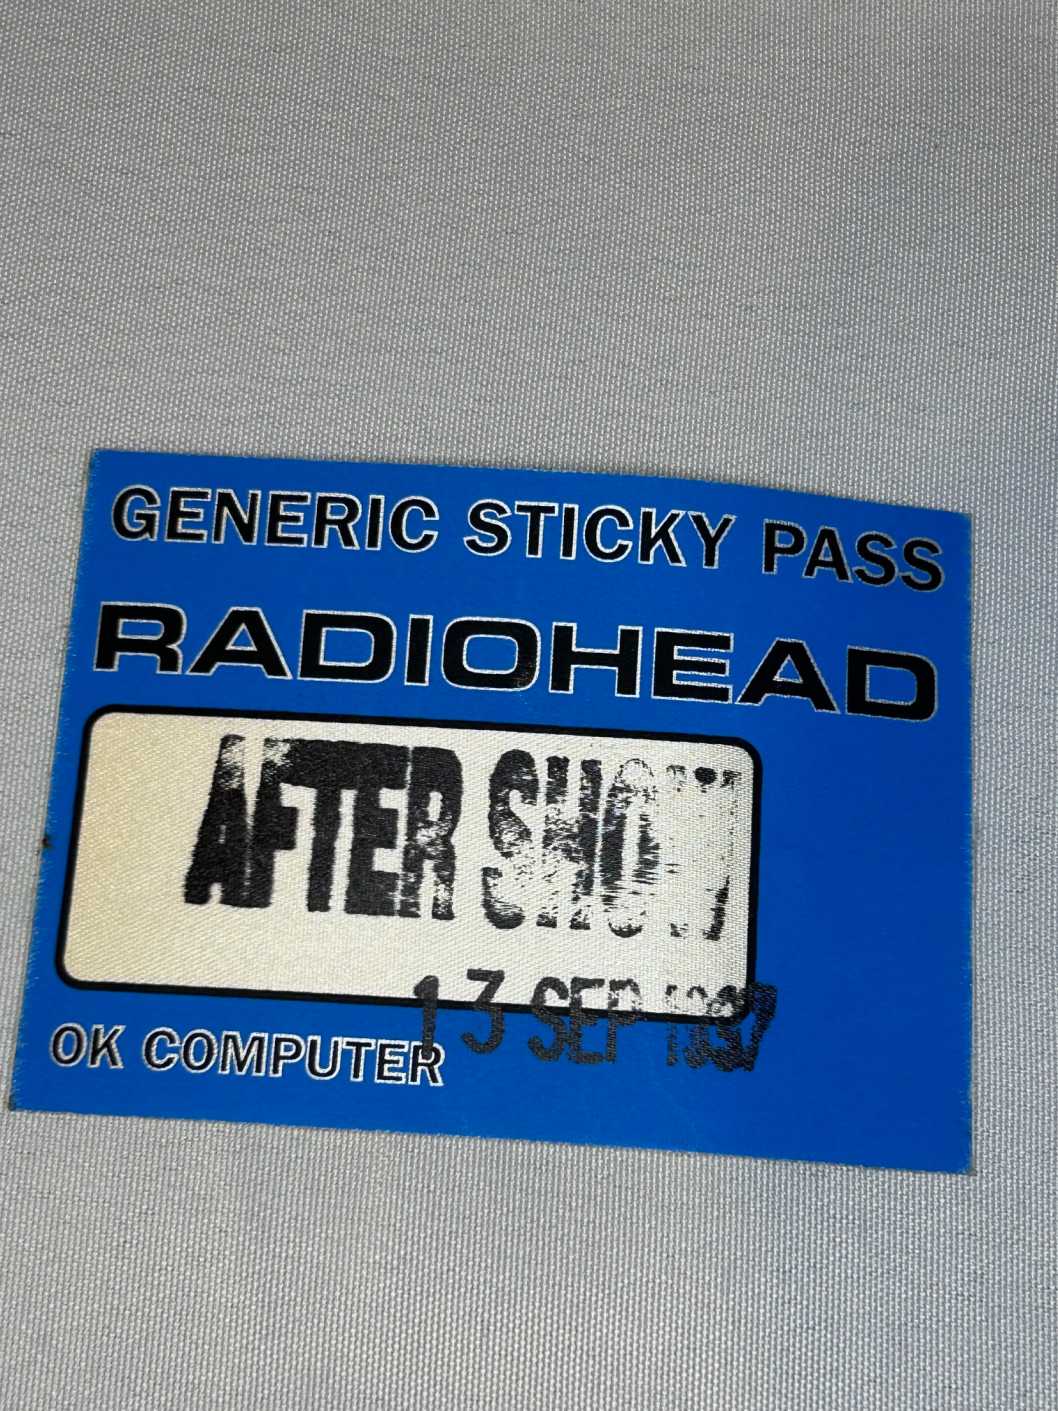 GENERIC STICKY PASS
RADIOHEAD
AFTER SHOW
13 SEP 1997
OK COMPUTER